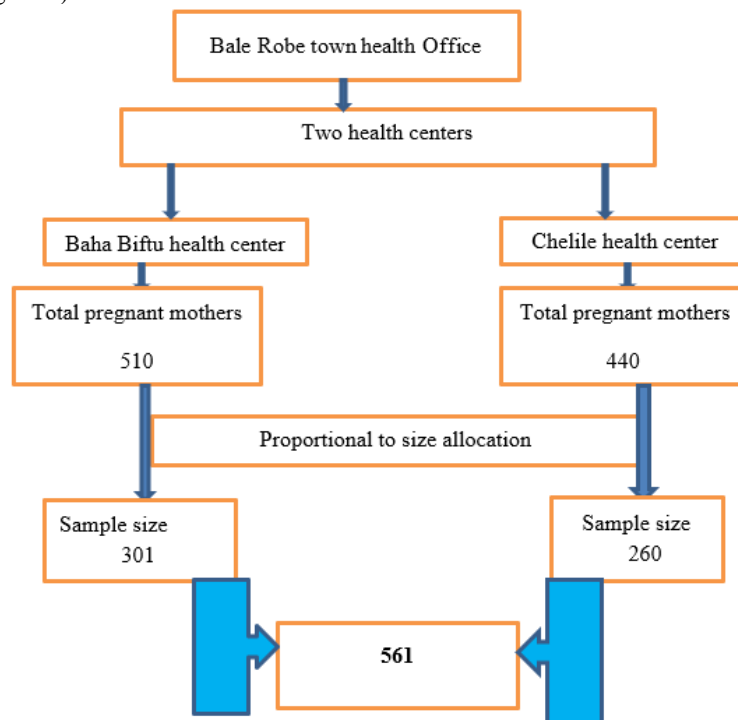 Bale Robe town health Office
Two health centers
Baha Biftu health center
Chelile health center
Total pregnant mothers
510
Total pregnant mothers
440
Proportional to size allocation
Sample size
301
Sample size
260
561